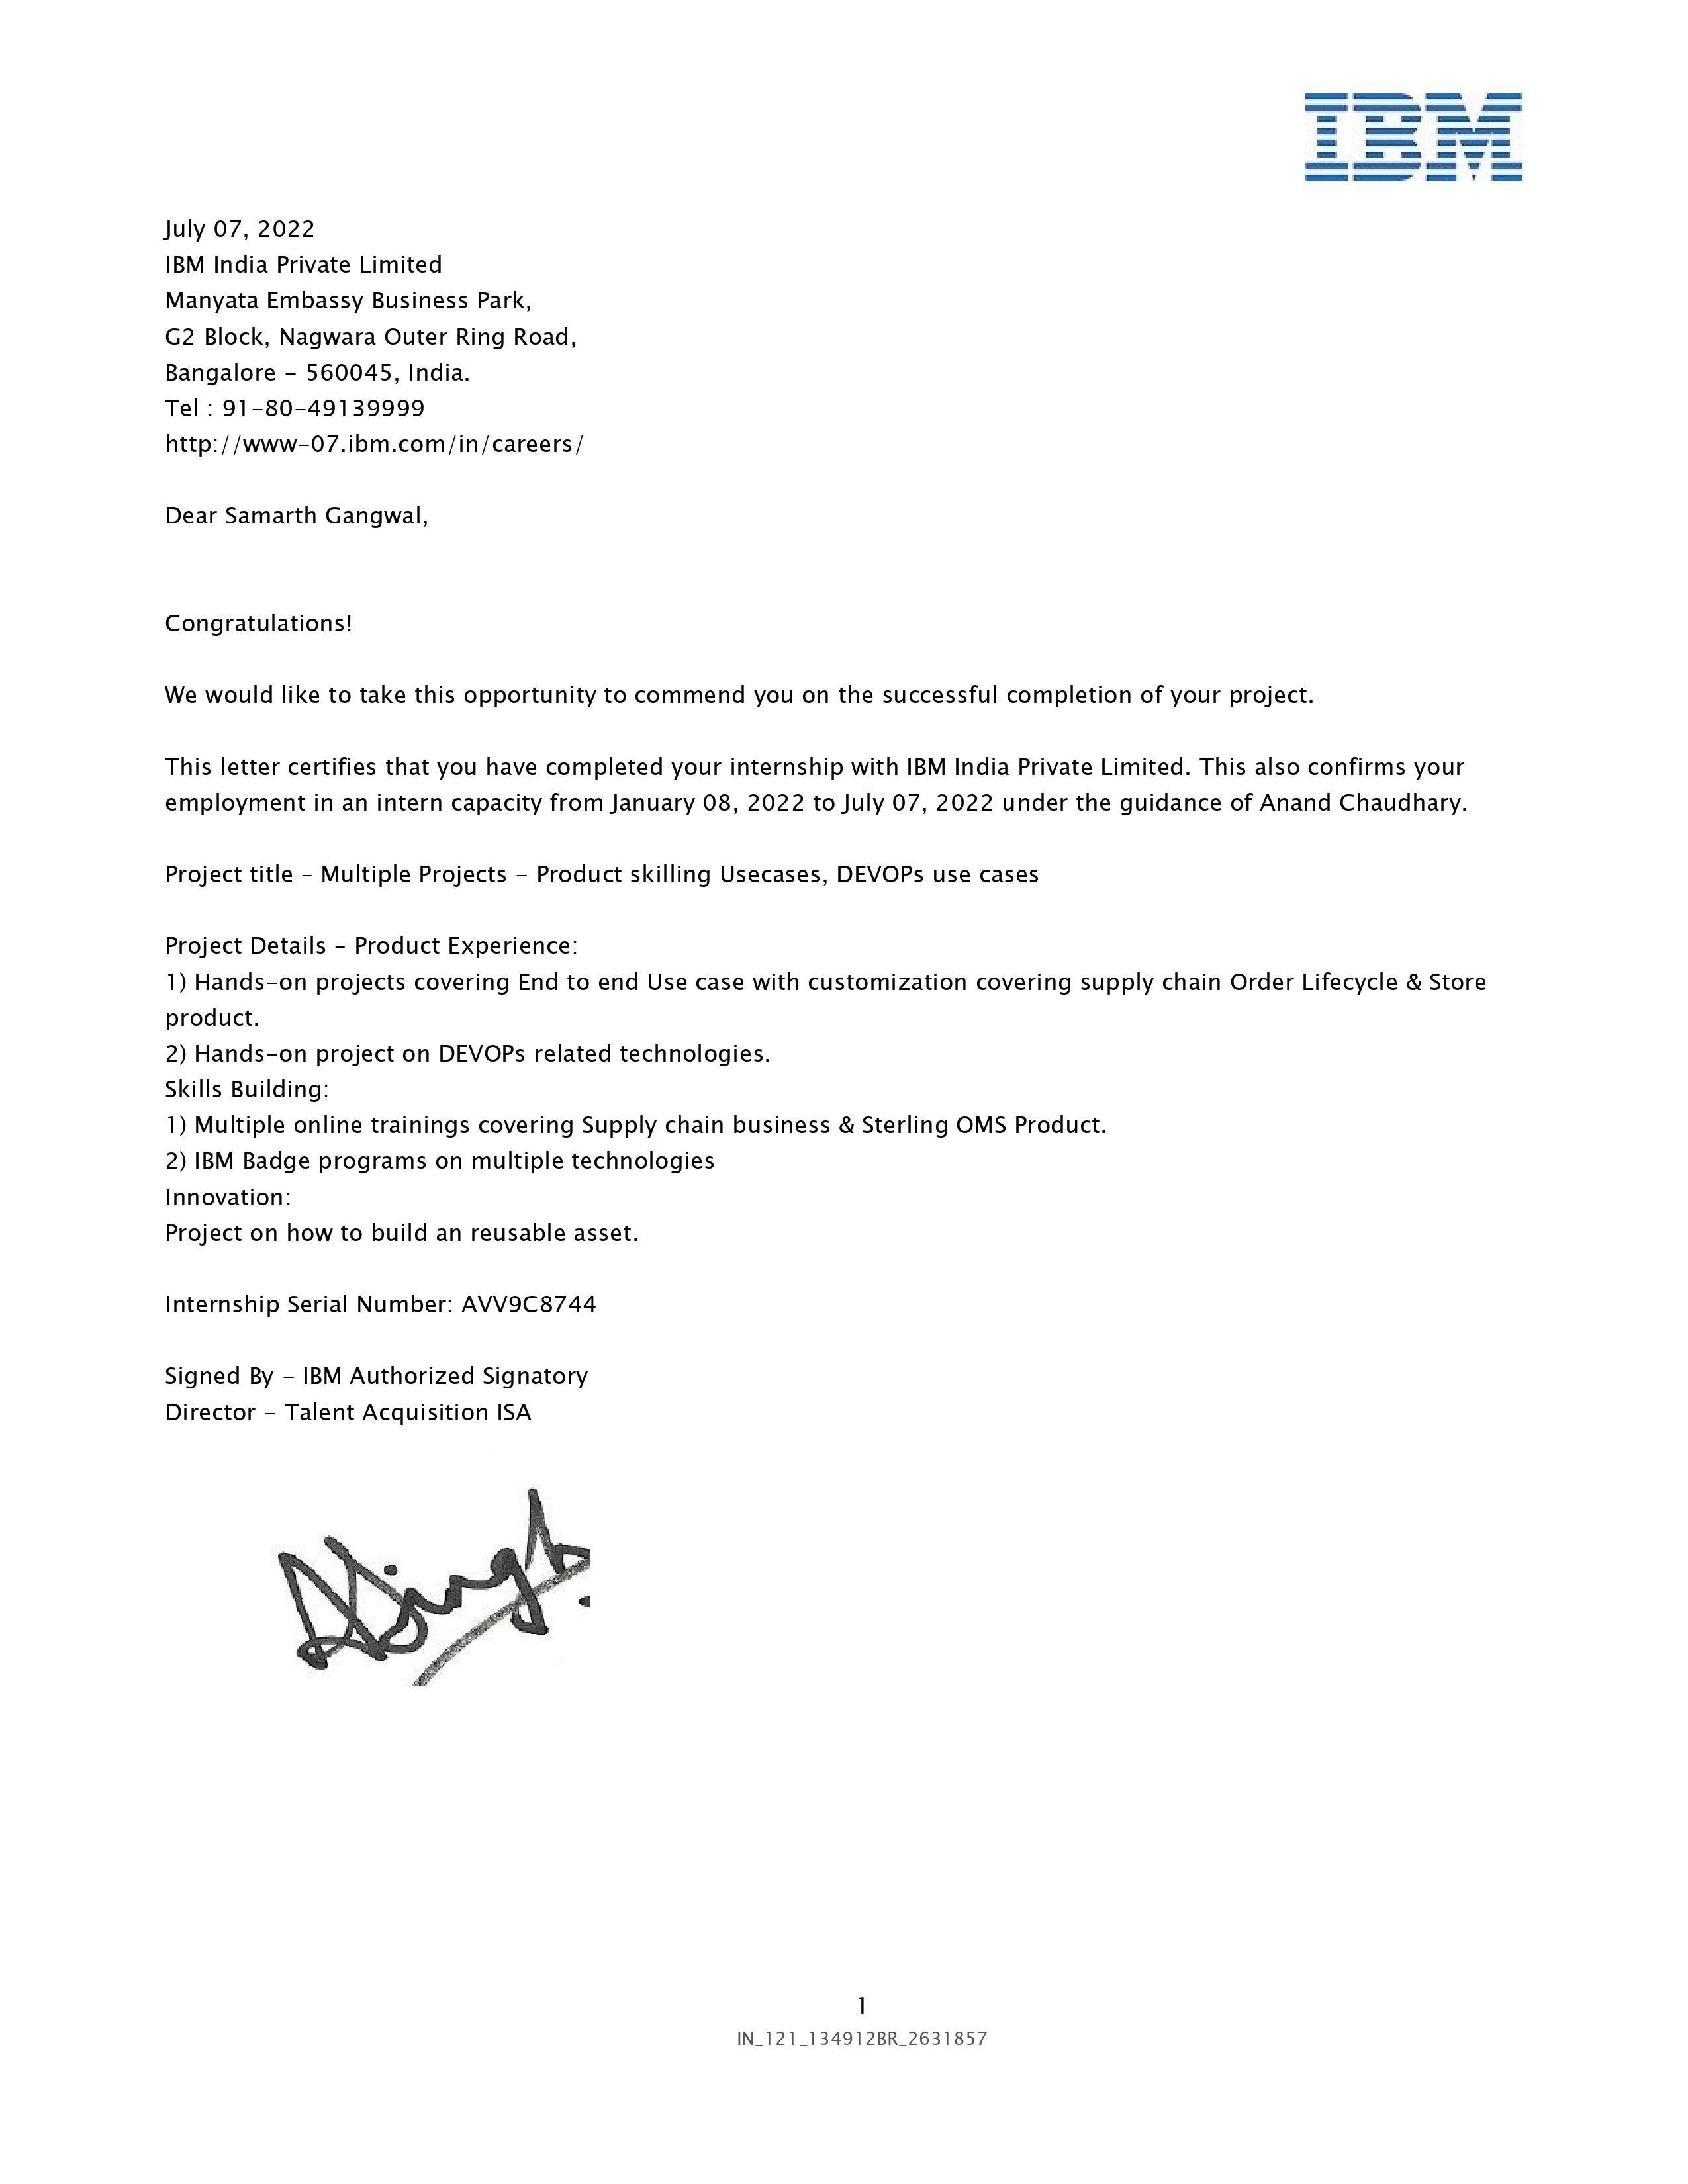 IBM
July 07, 2022
IBM India Private Limited
Manyata Embassy Business Park,
G2 Block, Nagwara Outer Ring Road,
Bangalore - 560045, India.
Tel : 91-80-49139999
http://www-07.ibm.com/in/careers/
Dear Samarth Gangwal,
Congratulations!
We would like to take this opportunity to commend you on the successful completion of your project.
This letter certifies that you have completed your internship with IBM India Private Limited. This also confirms your
employment in an intern capacity from January 08, 2022 to July 07, 2022 under the guidance of Anand Chaudhary.
Project title - Multiple Projects - Product skilling Usecases, DEVOPs use cases
Project Details - Product Experience:
1) Hands-on projects covering End to end Use case with customization covering supply chain Order Lifecycle & Store
product.
2) Hands-on project on DEVOPs related technologies.
Skills Building:
1) Multiple online trainings covering Supply chain business & Sterling OMS Product.
2) IBM Badge programs on multiple technologies
Innovation:
Project on how to build an reusable asset.
Internship Serial Number: AVV9C8744
Signed By - IBM Authorized Signatory
Director - Talent Acquisition ISA
1
IN_121_134912BR_2631857